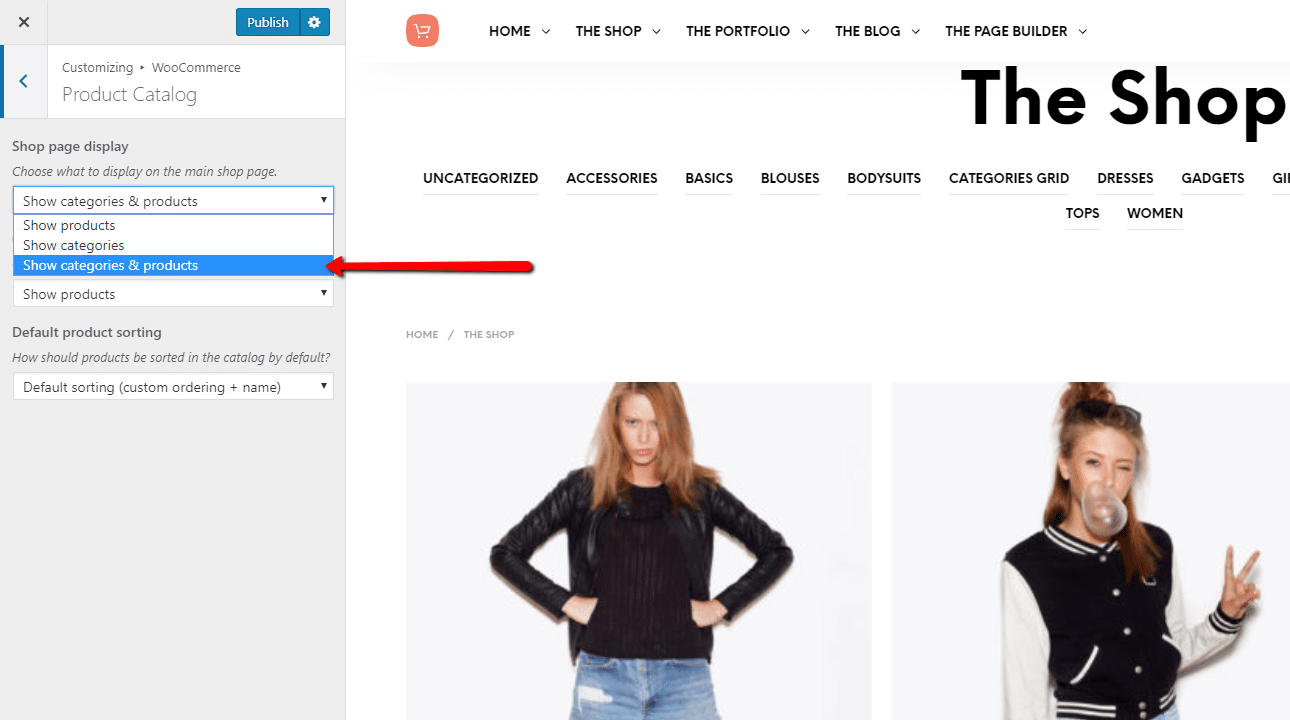 Publish
Customizing ▸ WooCommerce
Product Catalog
Shop page display
Choose what to display on the main shop page.
Show categories & products
Show products
Show categories
Show categories & products
Show products
Default product sorting
How should products be sorted in the catalog by default?
Default sorting (custom ordering + name)
HOME THE SHOP THE PORTFOLIO THE BLOG THE PAGE BUILDER
The Shop
UNCATEGORIZED ACCESSORIES BASICS BLOUSES BODYSUITS CATEGORIES GRID DRESSES GADGETS
TOPS WOMEN
HOME / THE SHOP